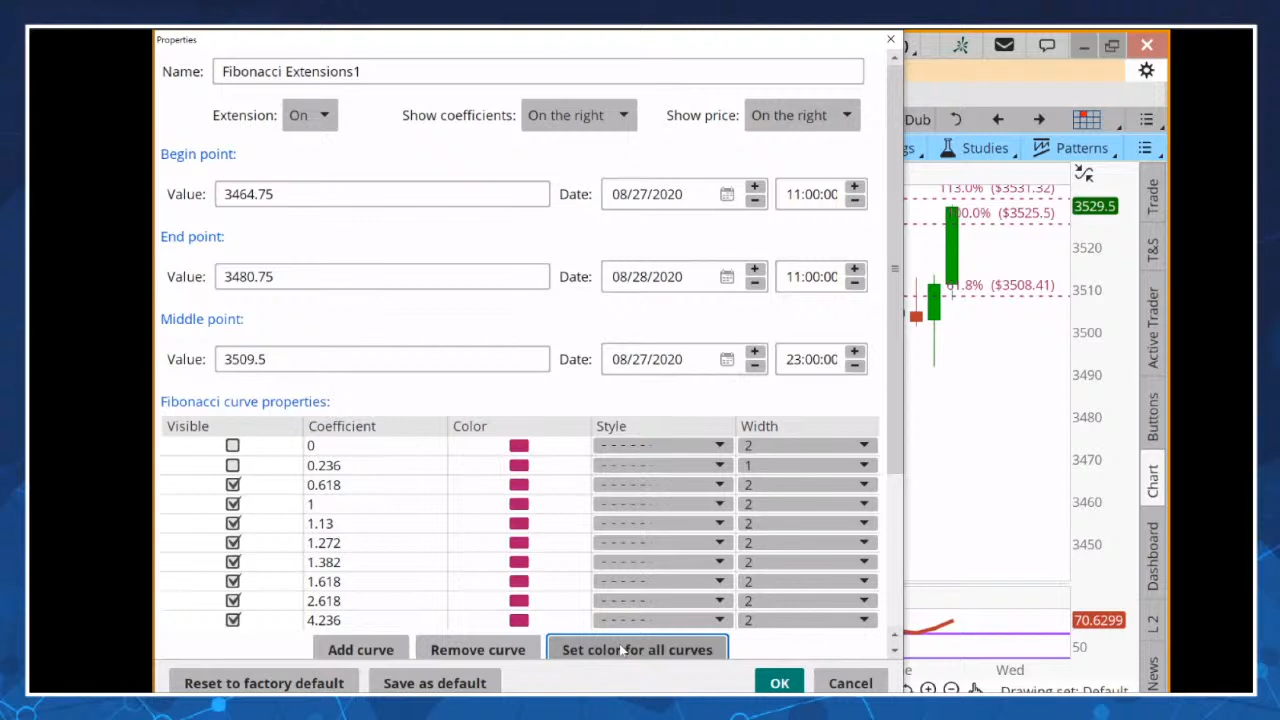 Properties
Name: Fibonacci Extensions1
Extension: On Show coefficients: On the right Show price: On the right
Begin point:
Value: 3464.75 Date: 08/27/2020 11:00:00
End point:
Value: 3480.75 Date: 08/28/2020 11:00:00
Middle point:
Value: 3509.5 Date: 08/27/2020 23:00:00
Fibonacci curve properties:
Visible Coefficient Color Style Width
0 2
0.236 1
0.618 2
1 2
1.13 2
1.272 2
1.382 2
1.618 2
2.618 2
4.236 2
Add curve Remove curve Set color for all curves
Reset to factory default Save as default OK Cancel
Dub
Studies Patterns
113.0% ($3531.32)
($3525.5)
($3508.41)
3529.5
3520
3510
3500
3490
3480
3470
3460
3450
70.6299
50
Wed
Drawing set: Default
Trade
T&S
Active Trader
Buttons
Chart
Dashboard
L 2
News